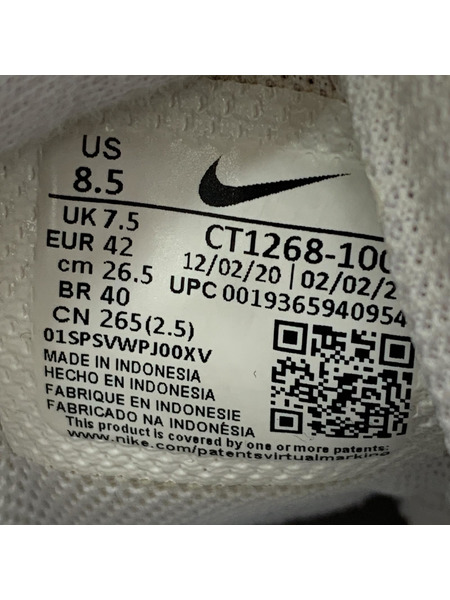 US
8.5
UK 7.5
EUR 42
cm 26.5
BR 40
CN 265(2.5)
01SPSVWPJ00XV
CT1268-100
12/02/20 | 02/02/2
UPC 0019365940954
MADE IN INDONESIA
HECHO EN INDONESIA
FABRIQUE EN INDONESIE
FABRICADO NA INDONÉSIA
This product is covered by one or more patents:
www.nike.com/patentsvirtualmarking